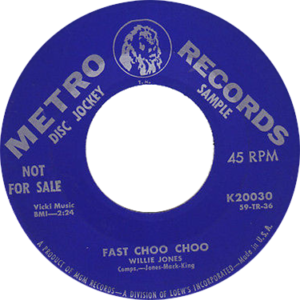 METRO RECORDS
T.M.
DISC JOCKEY SAMPLE
NOT
FOR SALE
45 RPM
Vicki Music
BMI—2:24
K20030
59-TR-36
FAST CHOO CHOO
WILLIE JONES
Comps.—Jones-Mack-King
A PRODUCT OF MGM RECORDS—A DIVISION OF LOEW'S INCORPORATED—Made in U.S.A.